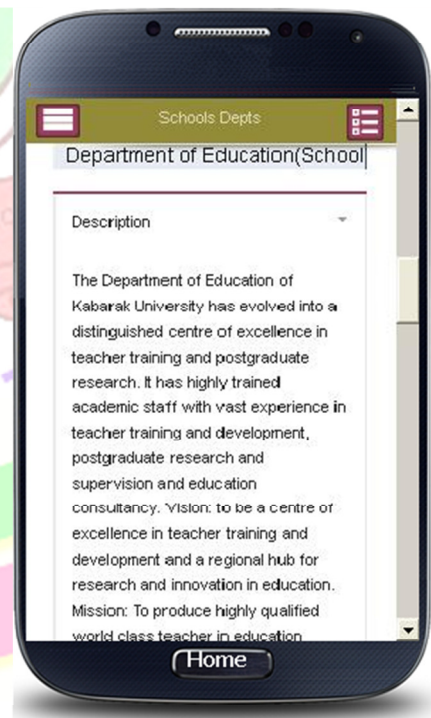 Schools Depts
Department of Education(School
Description
The Department of Education of
Kabarak University has evolved into a
distinguished centre of excellence in
teacher training and postgraduate
research. It has highly trained
academic staff with vast experience in
teacher training and development,
postgraduate research and
supervision and education
consultancy. Vision: to be a centre of
excellence in teacher training and
development and a regional hub for
research and innovation in education.
Mission: To produce highly qualified
world class teacher in education
Home